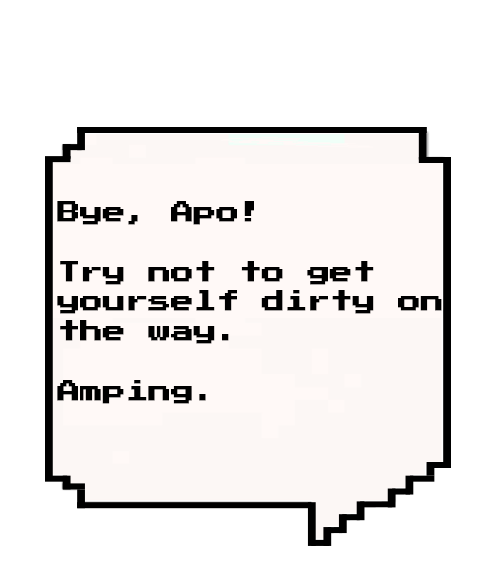 Bye, Apo!
Try not to get
yourself dirty on
the way.
Amping.